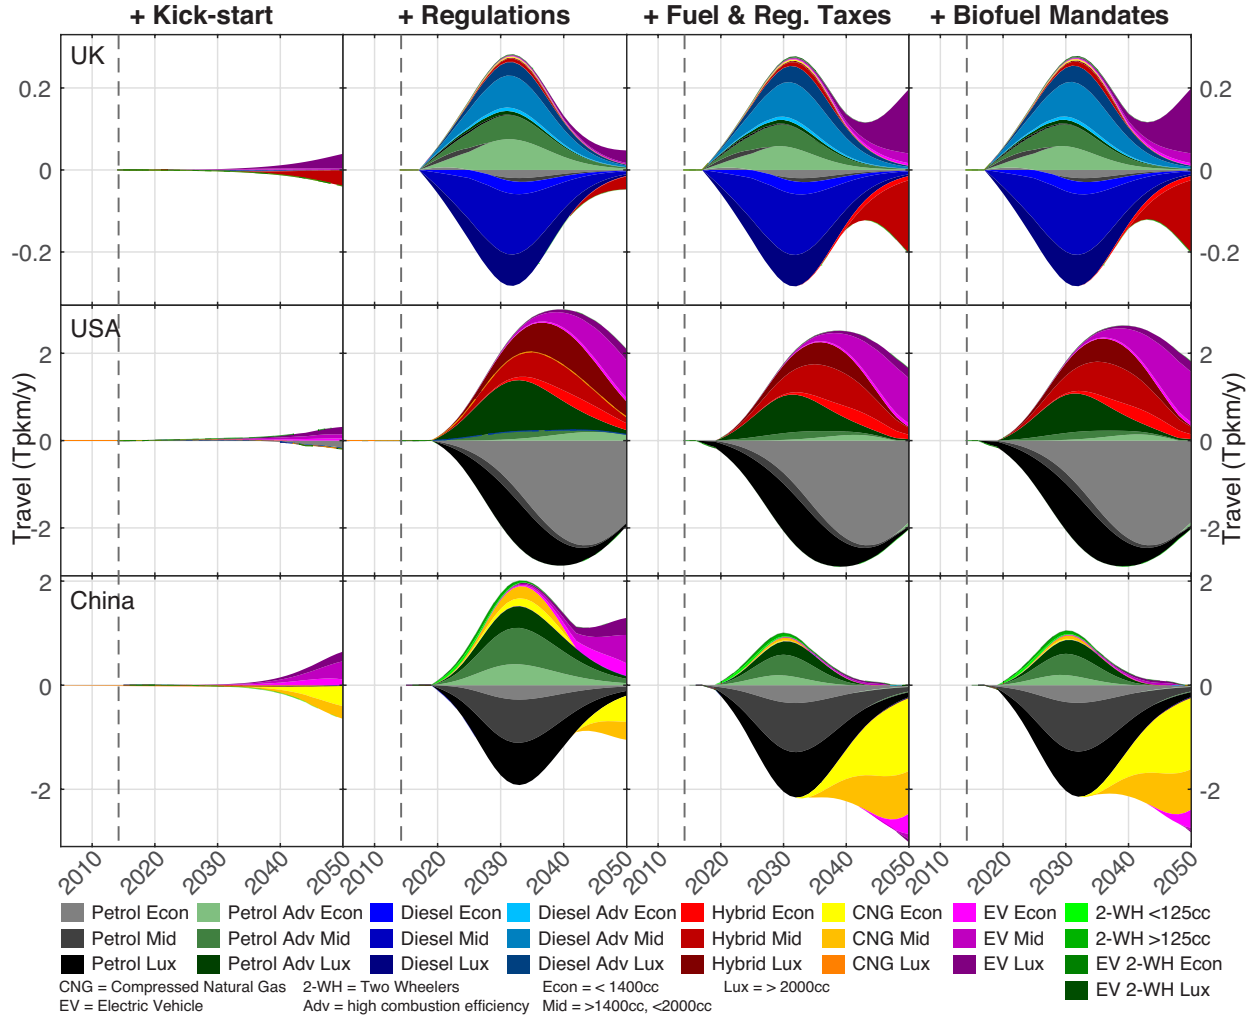 + Kick-start + Regulations + Fuel & Reg. Taxes + Biofuel Mandates
UK
0.2 0.2
0 0
-0.2 -0.2
USA
2 2
0 0
-2 -2
Travel (Tpkm/y) Travel (Tpkm/y)
China
2 2
0 0
-2 -2
2010 2020 2030 2040 2050 2010 2020 2030 2040 2050 2010 2020 2030 2040 2050 2010 2020 2030 2040 2050
Petrol Econ Petrol Adv Econ Diesel Econ Diesel Adv Econ Hybrid Econ CNG Econ EV Econ 2-WH <125cc
Petrol Mid Petrol Adv Mid Diesel Mid Diesel Adv Mid Hybrid Mid CNG Mid EV Mid 2-WH >125cc
Petrol Lux Petrol Adv Lux Diesel Lux Diesel Adv Lux Hybrid Lux CNG Lux EV Lux EV 2-WH Econ
CNG = Compressed Natural Gas 2-WH = Two Wheelers Econ = < 1400cc Lux = > 2000cc EV 2-WH Lux
EV = Electric Vehicle Adv = high combustion efficiency Mid = >1400cc, <2000cc